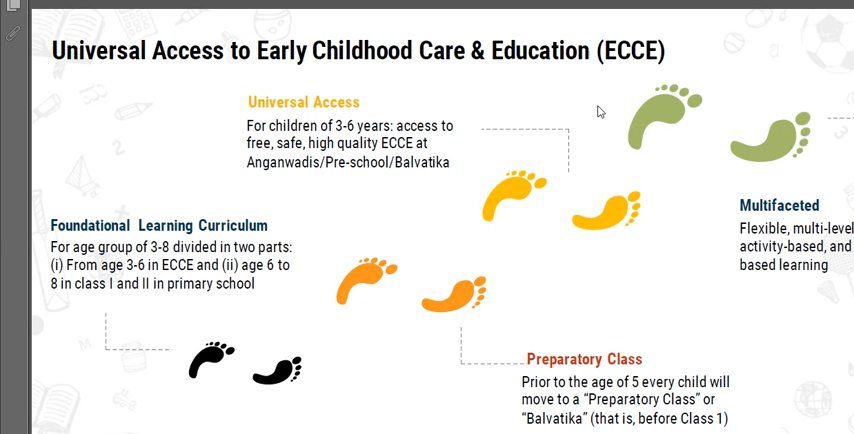 Universal Access to Early Childhood Care & Education (ECCE)
Universal Access
For children of 3-6 years: access to
free, safe, high quality ECCE at
Anganwadis/Pre-school/Balvatika
Multifaceted
Flexible, multi-level
activity-based, and
based learning
Foundational Learning Curriculum
For age group of 3-8 divided in two parts:
(i) From age 3-6 in ECCE and (ii) age 6 to
8 in class I and II in primary school
Preparatory Class
Prior to the age of 5 every child will
move to a “Preparatory Class” or
“Balvatika” (that is, before Class 1)